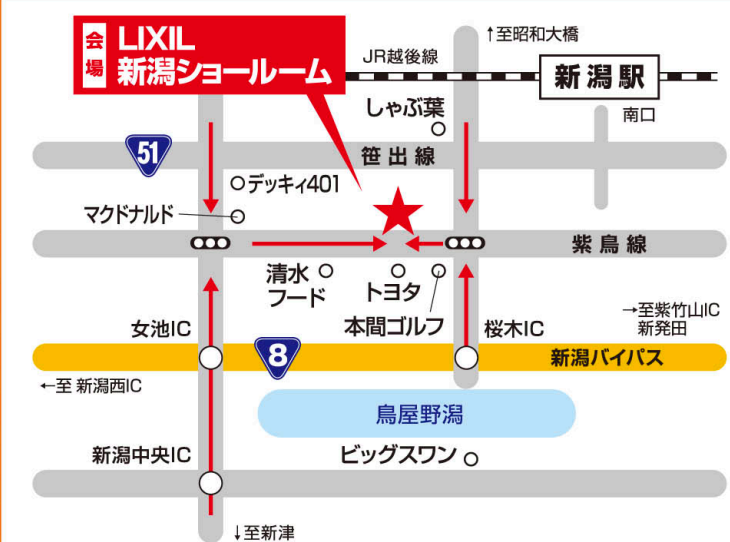 会場
LIXIL
新潟ショールーム
↑至昭和大橋
JR越後線
新潟駅
南口
しゃぶ葉
51
笹出線
デッキィ401
マクドナルド
紫鳥線
清水
フード
トヨタ
本間ゴルフ
女池IC
桜木IC
→至紫竹山IC
新発田
8
新潟バイパス
←至 新潟西IC
鳥屋野潟
新潟中央IC
ビッグスワン
↓至新津